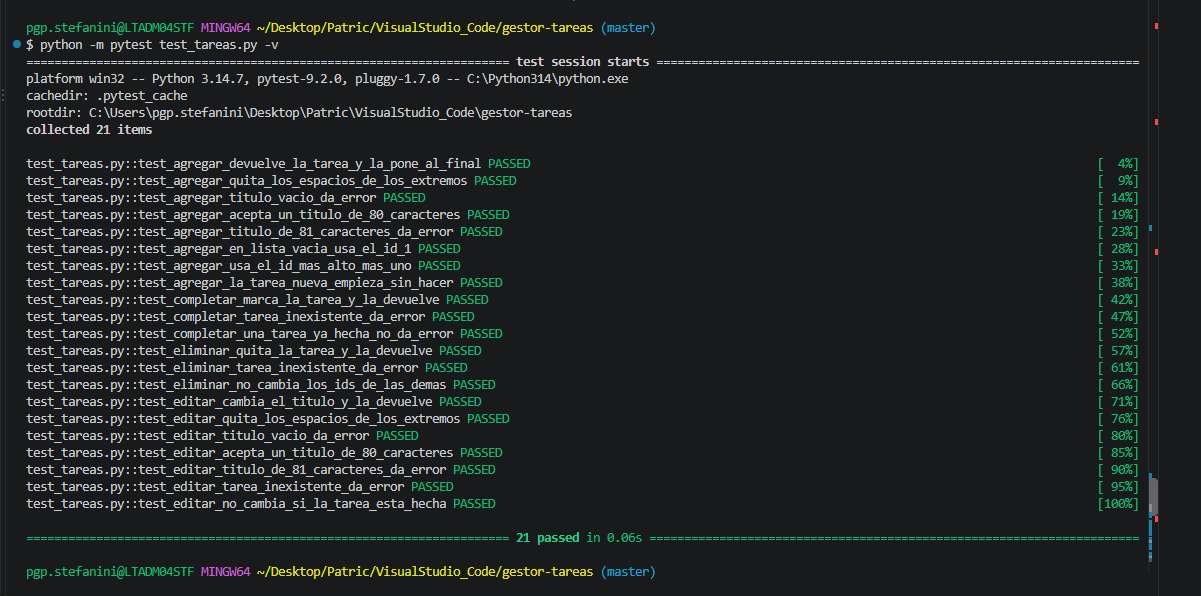 pgp.stefanini@LTADM04STF MINGW64 ~/Desktop/Patric/VisualStudio_Code/gestor-tareas (master)
$ python -m pytest test_tareas.py -v
============================= test session starts =============================
platform win32 -- Python 3.14.7, pytest-9.2.0, pluggy-1.7.0 -- C:\Python314\python.exe
cachedir: .pytest_cache
rootdir: C:\Users\pgp.stefanini\Desktop\Patric\VisualStudio_Code\gestor-tareas
collected 21 items
test_tareas.py::test_agregar_devuelve_la_tarea_y_la_pone_al_final PASSED [  4%]
test_tareas.py::test_agregar_quita_los_espacios_de_los_extremos PASSED [  9%]
test_tareas.py::test_agregar_titulo_vacio_da_error PASSED [ 14%]
test_tareas.py::test_agregar_acepta_un_titulo_de_80_caracteres PASSED [ 19%]
test_tareas.py::test_agregar_titulo_de_81_caracteres_da_error PASSED [ 23%]
test_tareas.py::test_agregar_en_lista_vacia_usa_el_id_1 PASSED [ 28%]
test_tareas.py::test_agregar_usa_el_id_mas_alto_mas_uno PASSED [ 33%]
test_tareas.py::test_agregar_la_tarea_nueva_empieza_sin_hacer PASSED [ 38%]
test_tareas.py::test_completar_marca_la_tarea_y_la_devuelve PASSED [ 42%]
test_tareas.py::test_completar_tarea_inexistente_da_error PASSED [ 47%]
test_tareas.py::test_completar_una_tarea_ya_hecha_no_da_error PASSED [ 52%]
test_tareas.py::test_eliminar_quita_la_tarea_y_la_devuelve PASSED [ 57%]
test_tareas.py::test_eliminar_tarea_inexistente_da_error PASSED [ 61%]
test_tareas.py::test_eliminar_no_cambia_los_ids_de_las_demas PASSED [ 66%]
test_tareas.py::test_editar_cambia_el_titulo_y_la_devuelve PASSED [ 71%]
test_tareas.py::test_editar_quita_los_espacios_de_los_extremos PASSED [ 76%]
test_tareas.py::test_editar_titulo_vacio_da_error PASSED [ 80%]
test_tareas.py::test_editar_acepta_un_titulo_de_80_caracteres PASSED [ 85%]
test_tareas.py::test_editar_titulo_de_81_caracteres_da_error PASSED [ 90%]
test_tareas.py::test_editar_tarea_inexistente_da_error PASSED [ 95%]
test_tareas.py::test_editar_no_cambia_si_la_tarea_esta_hecha PASSED [100%]
============================= 21 passed in 0.06s =============================
pgp.stefanini@LTADM04STF MINGW64 ~/Desktop/Patric/VisualStudio_Code/gestor-tareas (master)